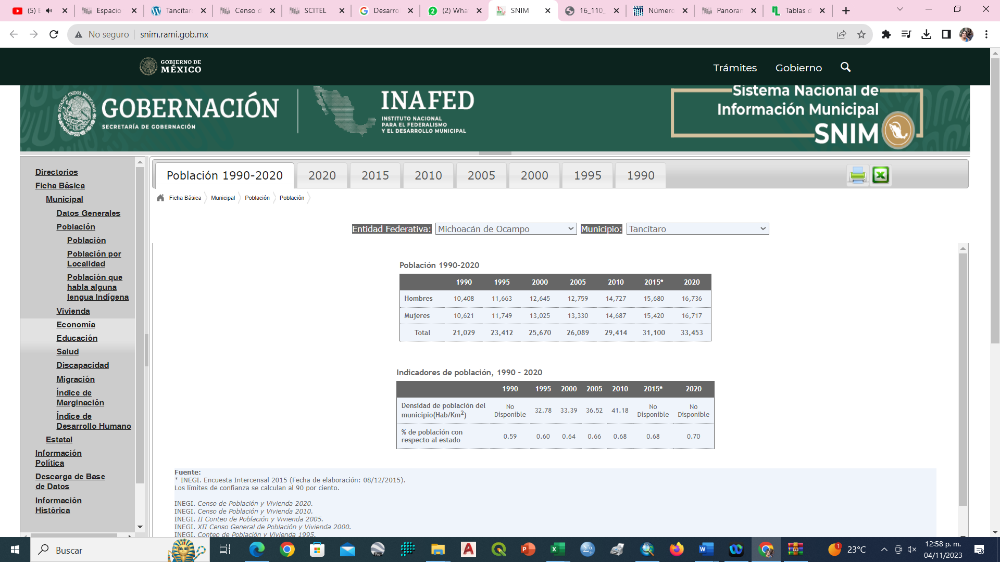 (5) E
Espacio
Tancítar
Censo d
SCITEL
Desarro
(2) Wha
SNIM
16_110_
Número
Panoran
Tablas d
No seguro
snim.rami.gob.mx
GOBIERNO DE
MÉXICO
Trámites
Gobierno
ESTADOS UNIDOS MEXICANOS
GOBERNACIÓN
SECRETARÍA DE GOBERNACIÓN
INAFED
INSTITUTO NACIONAL
PARA EL FEDERALISMO
Y EL DESARROLLO MUNICIPAL
Sistema Nacional de
Información Municipal
SNIM
Directorios
Ficha Básica
Municipal
Datos Generales
Población
Población
Población por
Localidad
Población que
habla alguna
lengua Indígena
Vivienda
Economía
Educación
Salud
Discapacidad
Migración
Índice de
Marginación
Índice de
Desarrollo Humano
Estatal
Información
Política
Descarga de Base
de Datos
Información
Histórica
Población 1990-2020
2020
2015
2010
2005
2000
1995
1990
Ficha Básica
Municipal
Población
Población
Entidad Federativa: Michoacán de Ocampo Municipio: Tancítaro
Población 1990-2020
1990 1995 2000 2005 2010 2015* 2020
Hombres 10,408 11,663 12,645 12,759 14,727 15,680 16,736
Mujeres 10,621 11,749 13,025 13,330 14,687 15,420 16,717
Total 21,029 23,412 25,670 26,089 29,414 31,100 33,453
Indicadores de población, 1990 - 2020
1990 1995 2000 2005 2010 2015* 2020
Densidad de población del
municipio(Hab/Km2)
No
Disponible
32.78 33.39 36.52 41.18
No
Disponible
No
Disponible
% de población con
respecto al estado
0.59 0.60 0.64 0.66 0.68 0.68 0.70
Fuente:
* INEGI. Encuesta Intercensal 2015 (Fecha de elaboración: 08/12/2015).
Los límites de confianza se calculan al 90 por ciento.
INEGI. Censo de Población y Vivienda 2020.
INEGI. Censo de Población y Vivienda 2010.
INEGI. II Conteo de Población y Vivienda 2005.
INEGI. XII Censo General de Población y Vivienda 2000.
INEGI. Conteo de Población y Vivienda 1995.
Buscar
Pro
1
23°C
12:58 p. m.
04/11/2023